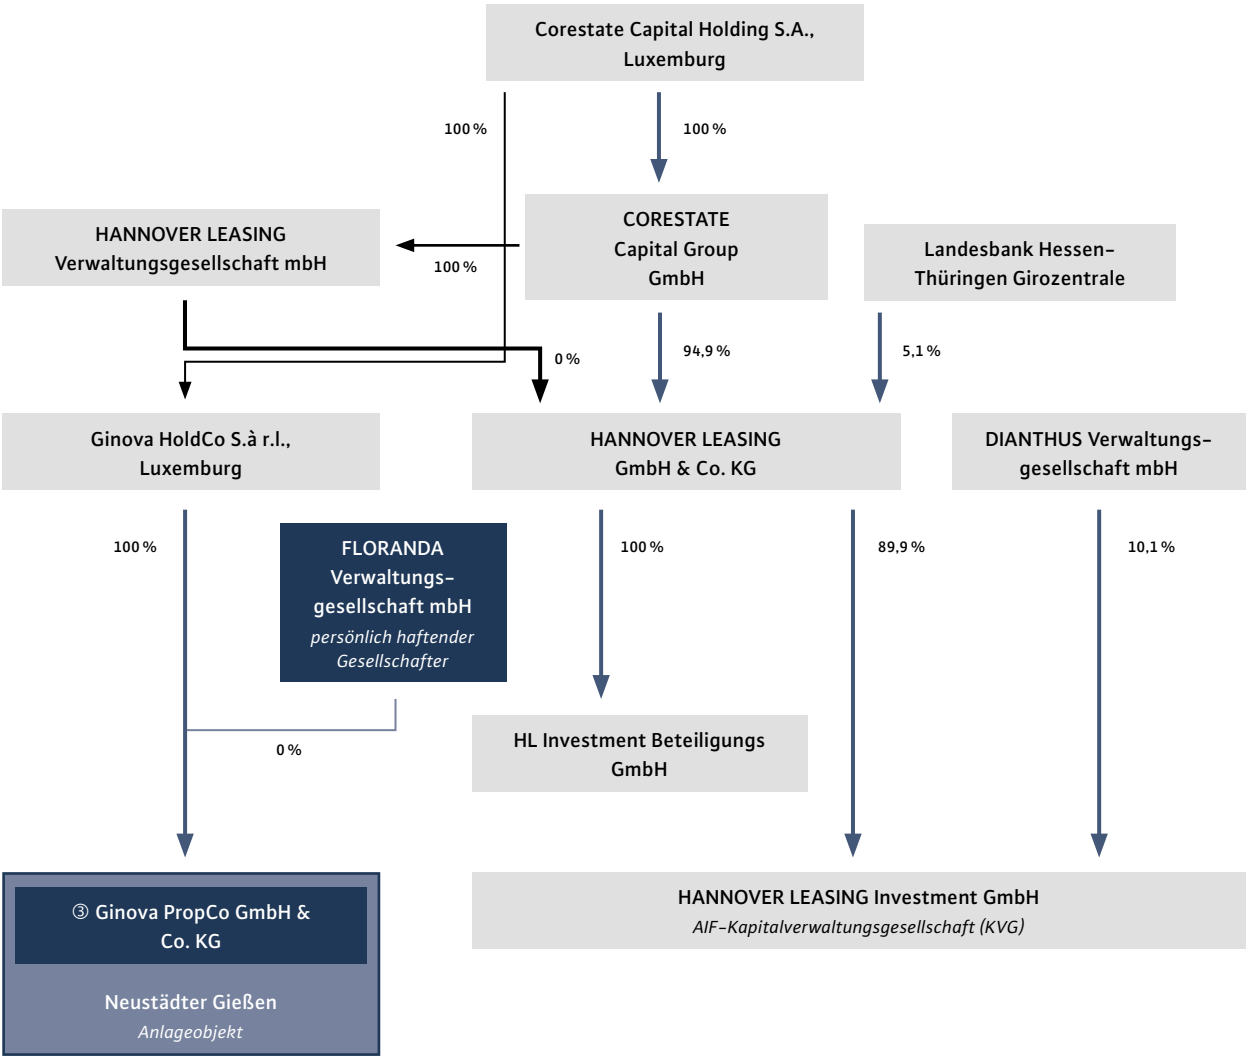 Corestate Capital Holding S.A.,
Luxemburg
100 %
100 %
HANNOVER LEASING
Verwaltungsgesellschaft mbH
CORESTATE
Capital Group
GmbH
Landesbank Hessen-
Thüringen Girozentrale
100 %
0 %
94,9 %
5,1 %
Ginova HoldCo S.à r.l.,
Luxemburg
HANNOVER LEASING
GmbH & Co. KG
DIANTHUS Verwaltungs-
gesellschaft mbH
100 %
FLORANDA
Verwaltungs-
gesellschaft mbH
persönlich haftender
Gesellschafter
100 %
89,9 %
10,1 %
0 %
HL Investment Beteiligungs
GmbH
③ Ginova PropCo GmbH &
Co. KG
Neustädter Gießen
Anlageobjekt
HANNOVER LEASING Investment GmbH
AIF-Kapitalverwaltungsgesellschaft (KVG)